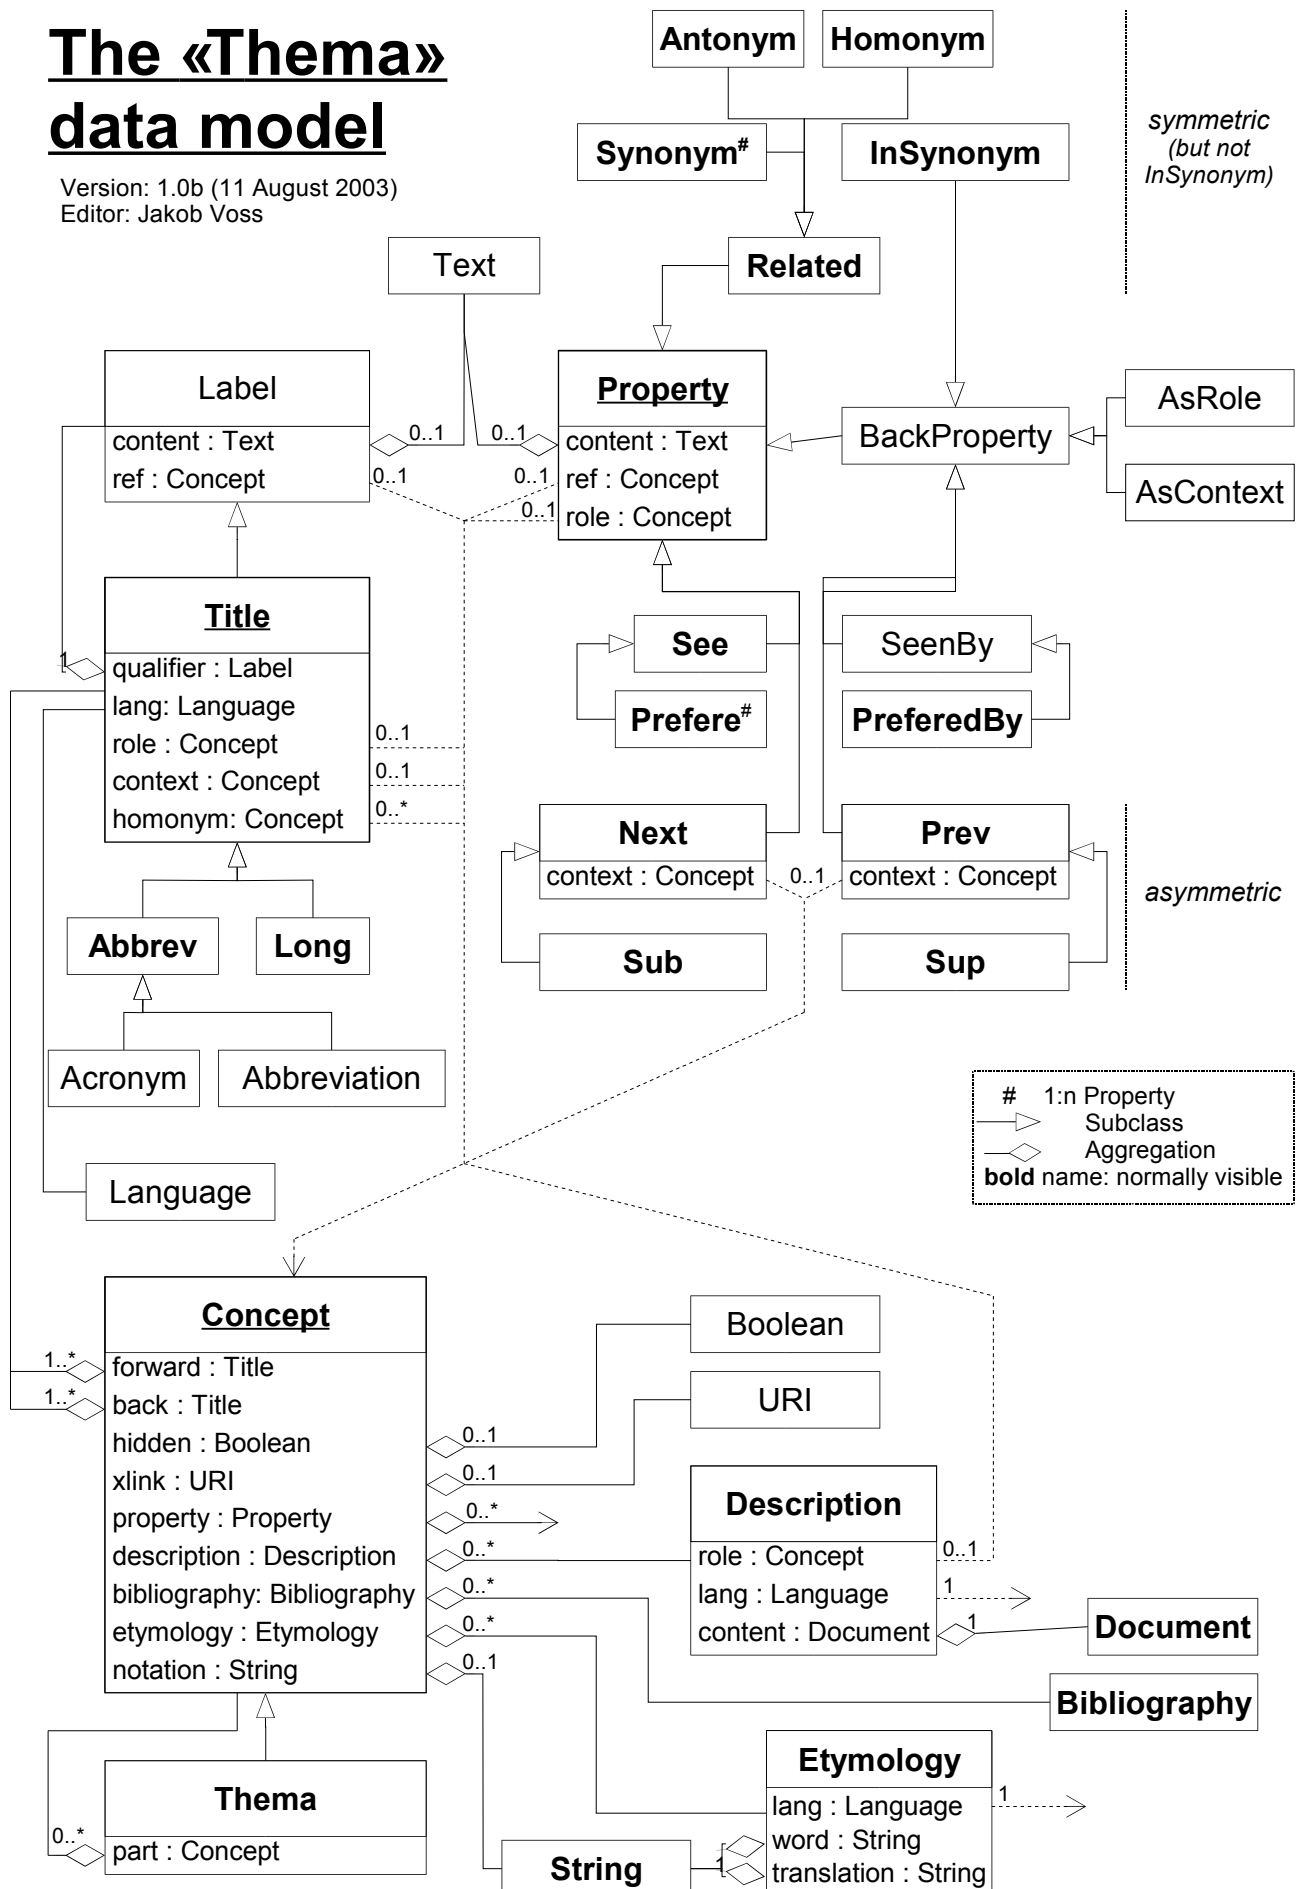 The «Thema»
data model
Version: 1.0b (11 August 2003)
Editor: Jakob Voss
Antonym
Homonym
Synonym#
InSynonym
symmetric
(but not
InSynonym)
Text
Related
Label
content : Text
ref : Concept
0..1
0..1
Property
content : Text
ref : Concept
role : Concept
0..1
0..1
0..1
BackProperty
AsRole
AsContext
Title
qualifier : Label
lang: Language
role : Concept
context : Concept
homonym: Concept
1
0..1
0..1
0..*
See
Prefere#
SeenBy
PreferedBy
Next
context : Concept
0..1
Prev
context : Concept
Sub
Sup
asymmetric
Abbrev
Long
Acronym
Abbreviation
Language
# 1:n Property
Subclass
Aggregation
bold name: normally visible
Concept
forward : Title
back : Title
hidden : Boolean
xlink : URI
property : Property
description : Description
bibliography: Bibliography
etymology : Etymology
notation : String
1..*
1..*
0..1
0..1
0..*
0..*
0..*
0..*
0..1
Boolean
URI
Description
role : Concept
lang : Language
content : Document
0..1
1
1
Document
Bibliography
Thema
part : Concept
0..*
Etymology
lang : Language
word : String
translation : String
1
1
String